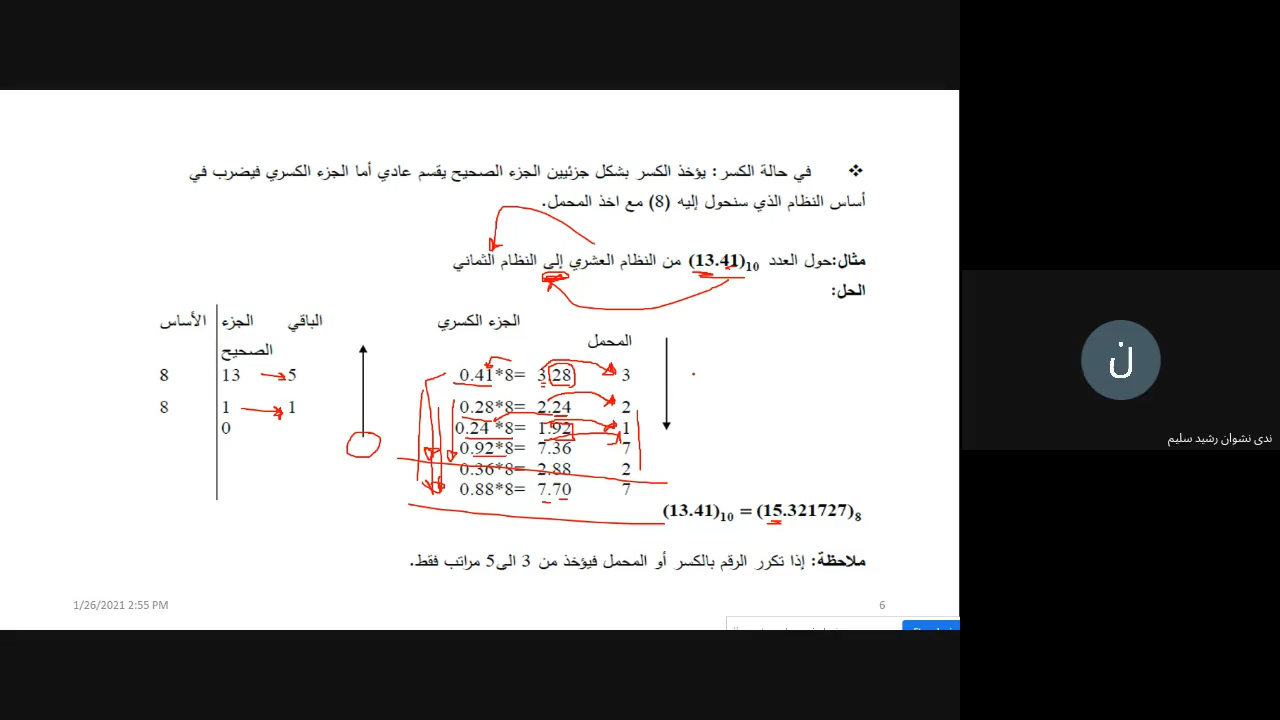 ❖ في حالة الكسر: يؤخذ الكسر بشكل جزئيين الجزء الصحيح يقسم عادي أما الجزء الكسري فيضرب في
أساس النظام الذي سنحول إليه (8) مع اخذ المحمل.
مثال:حول العدد (13.41)10 من النظام العشري إلى النظام الثماني
الحل:
الأساس الجزء الصحيح الباقي
8 13 5
8 1 1
0
الجزء الكسري المحمل
0.41*8= 3.28 3
0.28*8= 2.24 2
0.24 *8= 1.92 1
0.92*8= 7.36 7
0.36*8= 2.88 2
0.88*8= 7.70 7
(13.41)10 = (15.321727)8
ملاحظة: إذا تكرر الرقم بالكسر أو المحمل فيؤخذ من 3 الى5 مراتب فقط.
1/26/2021 2:55 PM
6
ن
ندى نشوان رشيد سليم